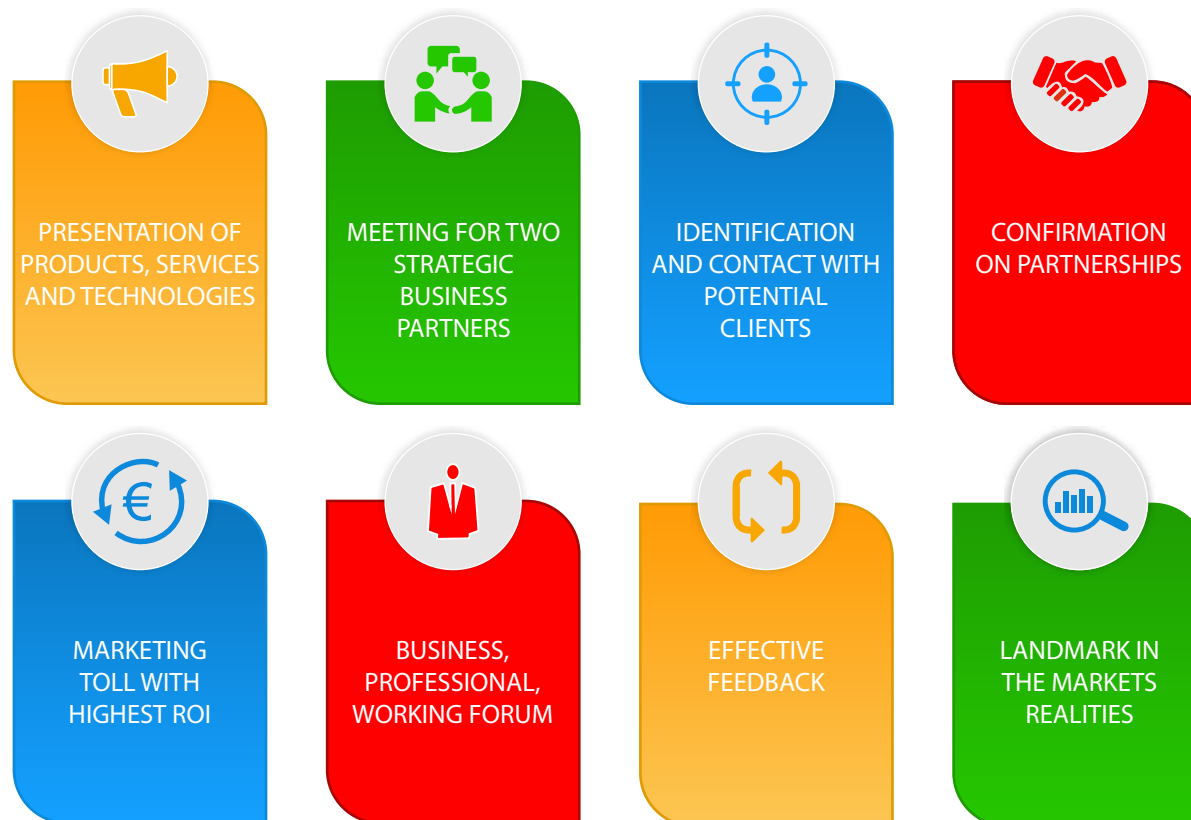 PRESENTATION OF
PRODUCTS, SERVICES
AND TECHNOLOGIES
MEETING FOR TWO
STRATEGIC
BUSINESS
PARTNERS
IDENTIFICATION
AND CONTACT WITH
POTENTIAL
CLIENTS
CONFIRMATION
ON PARTNERSHIPS
€
MARKETING
TOLL WITH
HIGHEST ROI
BUSINESS,
PROFESSIONAL,
WORKING FORUM
EFFECTIVE
FEEDBACK
LANDMARK IN
THE MARKETS
REALITIES